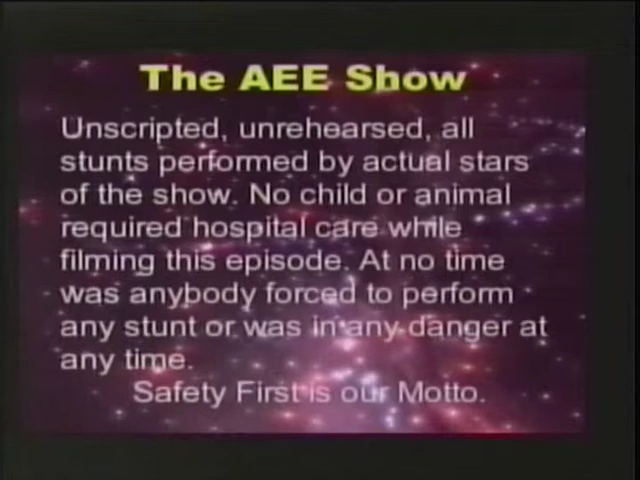 The AEE Show
Unscripted, unrehearsed, all
stunts performed by actual stars
of the show. No child or animal
required hospital care while
filming this episode. At no time
was anybody forced to perform
any stunt or was in any danger at
any time.
Safety First is our Motto.